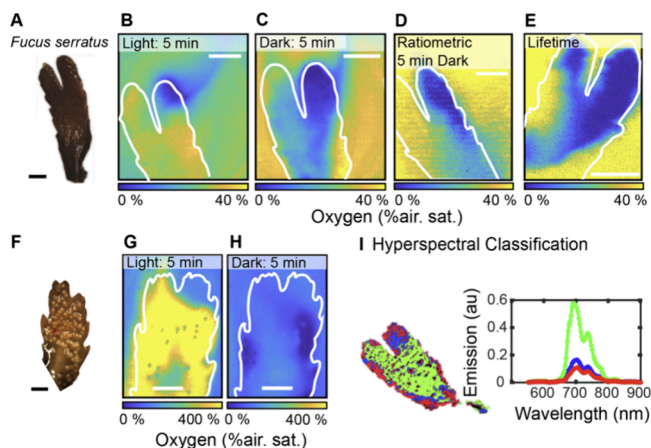 A
Fucus serratus
B
Light: 5 min
C
Dark: 5 min
D
Ratiometric
5 min Dark
E
Lifetime
0 % 40 % 0 % 40 % 0 % 40 % 0 % 40 %
Oxygen (%air. sat.)
F
G
Light: 5 min
H
Dark: 5 min
0 % 400 % 0 % 400 %
Oxygen (%air. sat.)
I Hyperspectral Classification
Emission (au)
0.6
0.4
0.2
0
600 700 800 900
Wavelength (nm)